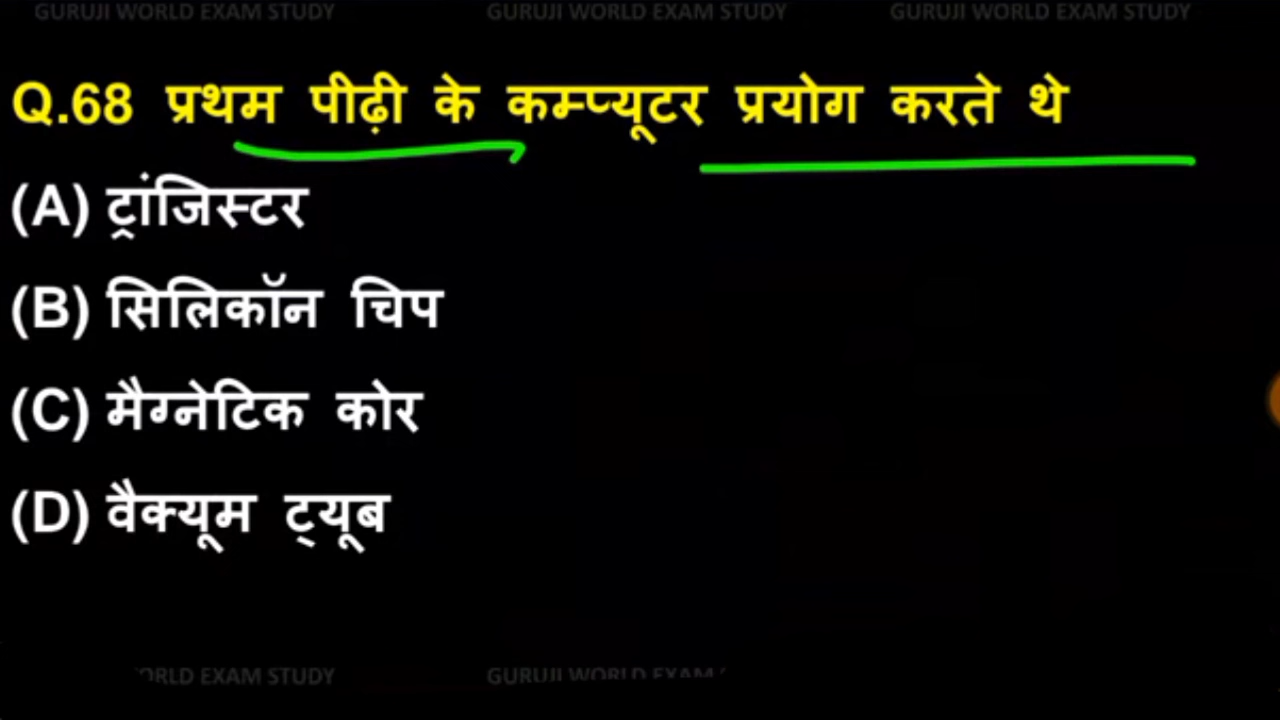 GURUJI WORLD EXAM STUDY GURUJI WORLD EXAM STUDY GURUJI WORLD EXAM STUDY
Q.68 प्रथम पीढ़ी के कम्प्यूटर प्रयोग करते थे
(A) ट्रांजिस्टर
(B) सिलिकॉन चिप
(C) मैग्नेटिक कोर
(D) वैक्यूम ट्यूब
EXAM STUDY GURUJI WORLD EXAM